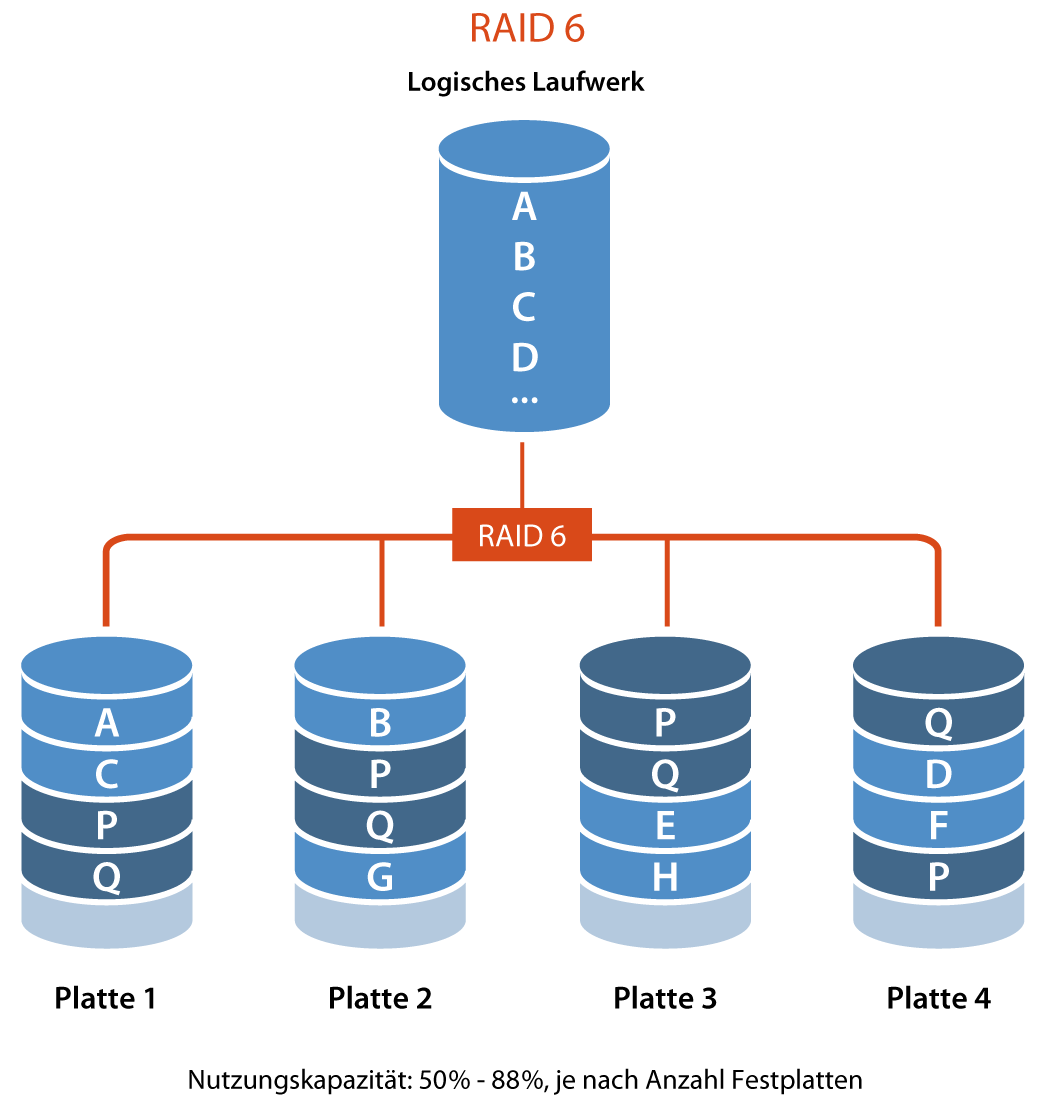 RAID 6
Logisches Laufwerk
A
B
C
D
...
RAID 6
A B P Q
C P Q D
P Q E F
Q G H P
Platte 1 Platte 2 Platte 3 Platte 4
Nutzungskapazität: 50% - 88%, je nach Anzahl Festplatten